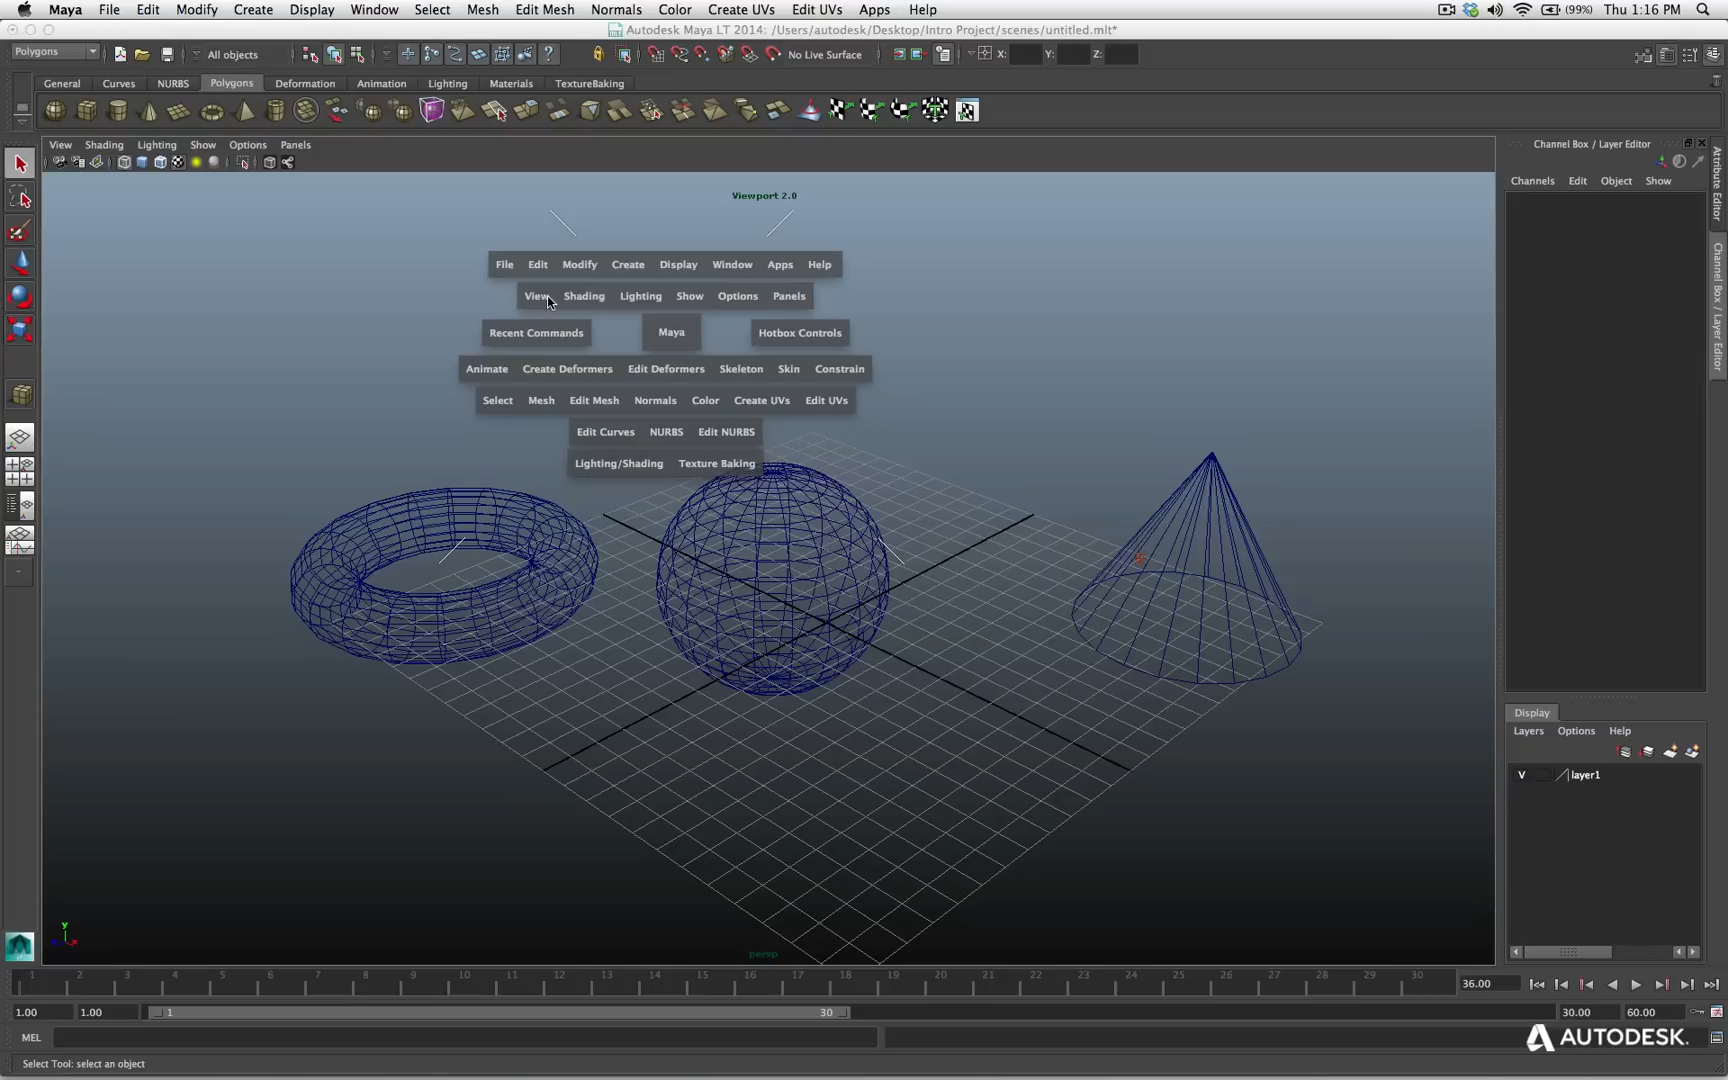 Maya File Edit Modify Create Display Window Select Mesh Edit Mesh Normals Color Create UVs Edit UVs Apps Help (99%) Thu 1:16 PM
Autodesk Maya LT 2014: /Users/autodesk/Desktop/Intro Project/scenes/untitled.mlt*
Polygons All objects ? No Live Surface X: Y: Z:
General Curves NURBS Polygons Deformation Animation Lighting Materials TextureBaking
View Shading Lighting Show Options Panels
Channel Box / Layer Editor
Channels Edit Object Show
Attribute Editor
Channel Box / Layer Editor
Viewport 2.0
File Edit Modify Create Display Window Apps Help
View Shading Lighting Show Options Panels
Recent Commands Maya Hotbox Controls
Animate Create Deformers Edit Deformers Skeleton Skin Constrain
Select Mesh Edit Mesh Normals Color Create UVs Edit UVs
Edit Curves NURBS Edit NURBS
Lighting/Shading Texture Baking
Display
Layers Options Help
V layer1
y
x
persp
1 2 3 4 5 6 7 8 9 10 11 12 13 14 15 16 17 18 19 20 21 22 23 24 25 26 27 28 29 30 36.00
1.00 1.00 1 30 30.00 60.00
MEL
AUTODESK.
Select Tool: select an object